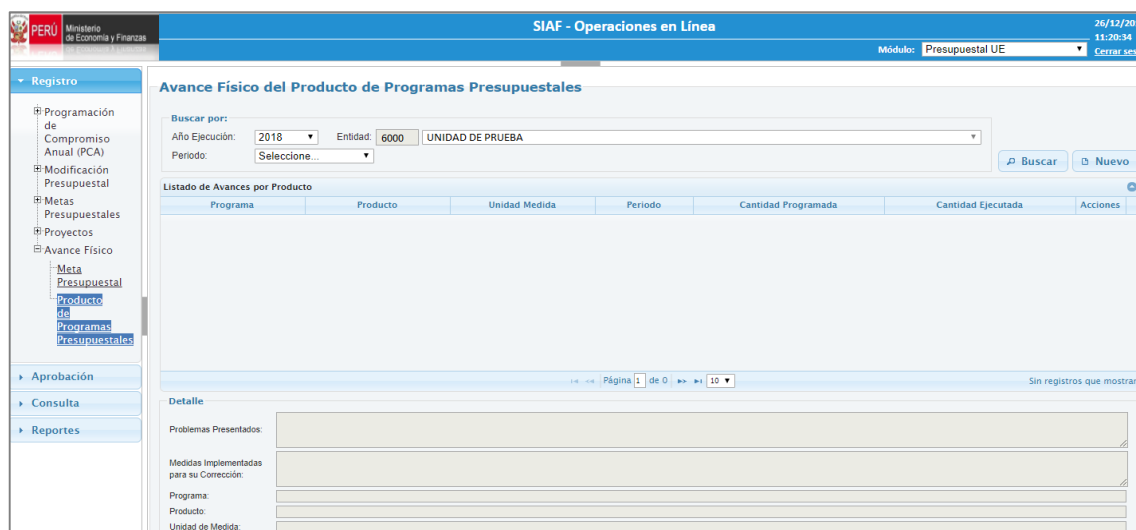 PERÚ Ministerio de Economía y Finanzas
SIAF - Operaciones en Línea
26/12/20
11:20:34
Módulo: Presupuestal UE
Cerrar ses
Registro
Programación
de
Compromiso
Anual (PCA)
Modificación
Presupuestal
Metas
Presupuestales
Proyectos
Avance Físico
Meta
Presupuestal
Producto
de
Programas
Presupuestales
Aprobación
Consulta
Reportes
Avance Físico del Producto de Programas Presupuestales
Buscar por:
Año Ejecución: 2018 Entidad: 6000 UNIDAD DE PRUEBA
Periodo: Seleccione...
Buscar Nuevo
Listado de Avances por Producto
Programa Producto Unidad Medida Periodo Cantidad Programada Cantidad Ejecutada Acciones
Página 1 de 0 10 Sin registros que mostrar
Detalle
Problemas Presentados:
Medidas Implementadas
para su Corrección:
Programa:
Producto:
Unidad de Medida: